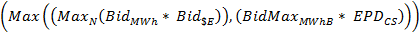 (Max((Max_N(Bid_MWh * Bid_$E)), (BidMax_MWhB * EPD_CS)))